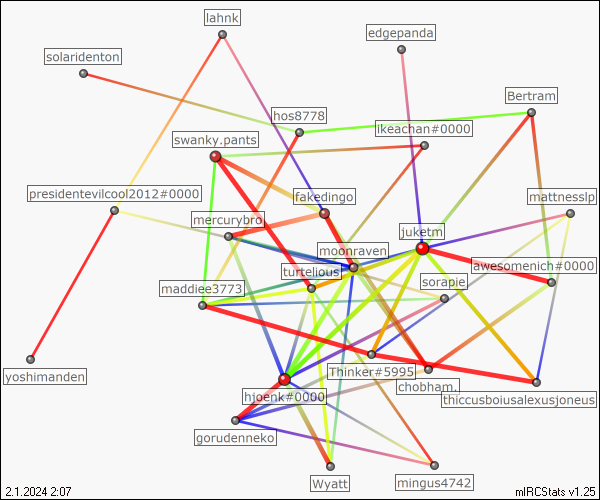 lahnk
edgepanda
solaridenton
Bertram
hos8778
ikeachan#0000
swanky.pants
presidentevilcool2012#0000
fakedingo
mattnesslp
mercurybro
juketm
moonraven
awesomenich#0000
turtelious
sorapie
maddiee3773
yoshimanden
Thinker#5995
chobham.
hjoenk#0000
thiccusboiusalexusjoneus
gorudenneko
Wyatt
mingus4742
2.1.2024 2:07
mIRCStats v1.25